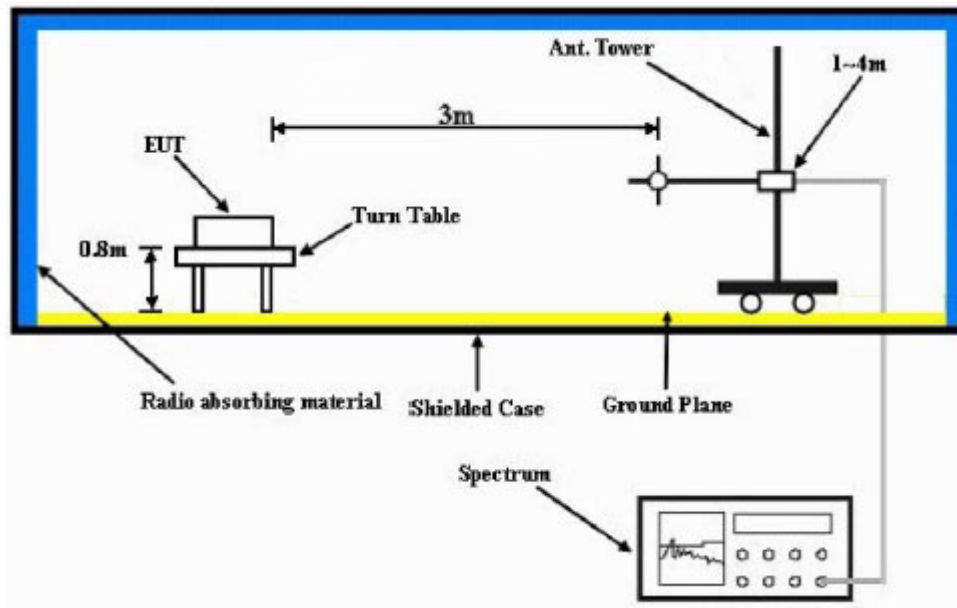 Ant. Tower
1~4m
3m
EUT
Turn Table
0.8m
Radio absorbing material
Shielded Case
Ground Plane
Spectrum